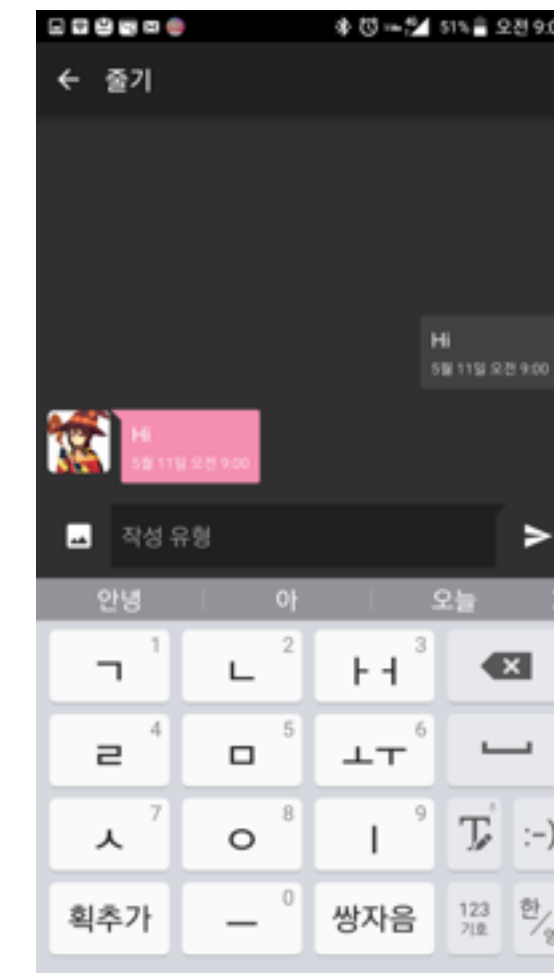 51% 오전 9:0
줄기
Hi
5월 11일 오전 9:00
Hi
5월 11일 오전 9:00
작성 유형
안녕 아 오늘
ㄱ 1 ㄴ 2 ㅏㅓ 3
ㄹ 4 ㅁ 5 ㅗㅜ 6
ㅅ 7 ㅇ 8 ㅣ 9 T :-)
획추가 ㅡ 0 쌍자음 123 기호 한/영